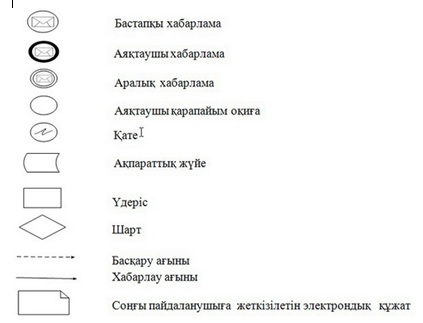 Бастапқы хабарлама
Аяқтаушы хабарлама
Аралық хабарлама
Аяқтаушы қарапайым оқиға
Қате
Ақпараттық жүйе
Үдеріс
Шарт
Басқару ағыны
Хабарлау ағыны
Соңғы пайдаланушыға жеткізілетін электрондық құжат